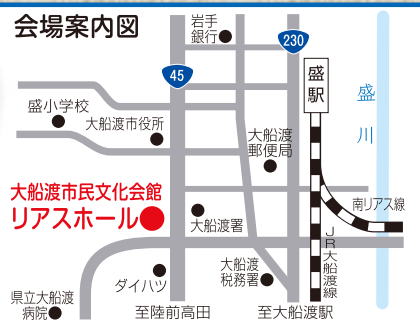 会場案内図
岩手
銀行
230
45
盛駅
盛川
盛小学校
大船渡市役所
大船渡
郵便局
大船渡市民文化会館
リアスホール
大船渡署
南リアス線
JR大船渡線
ダイハツ
大船渡
税務署
県立大船渡
病院
至陸前高田
至大船渡駅